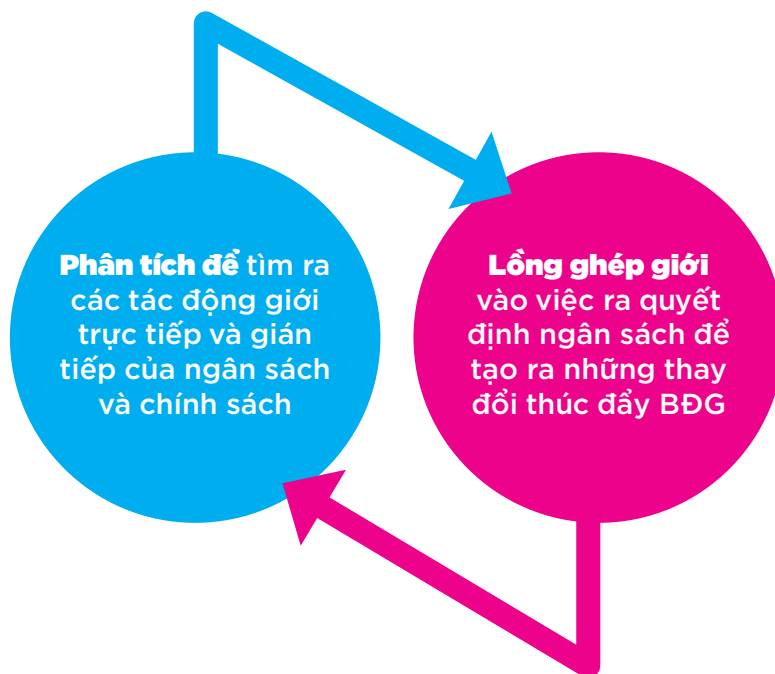 Phân tích để tìm ra
các tác động giới
trực tiếp và gián
tiếp của ngân sách
và chính sách
Lồng ghép giới
vào việc ra quyết
định ngân sách để
tạo ra những thay
đổi thúc đẩy BĐG